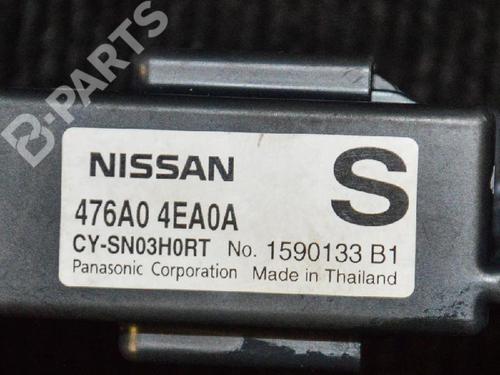 B-PARTS
NISSAN
S
476A0 4EA0A
CY-SN03H0RT No. 1590133 B1
Panasonic Corporation Made in Thailand